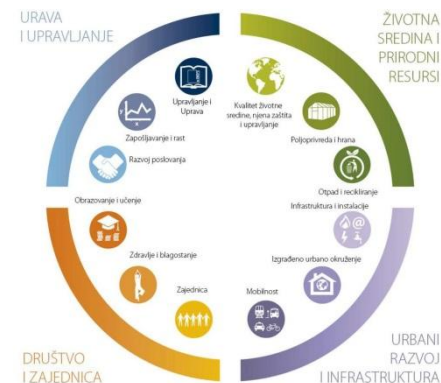 URAVA
I UPRAVLJANJE
ŽIVOTNA
SREDINA I
PRIRODNI
RESURSI
Upravljanje i
Uprava
Zapošljavanje i rast
Razvoj poslovanja
Kvalitet životne
sredine, njena zaštita
i upravljanje
Poljoprivreda i hrana
Otpad i recikliranje
Obrazovanje i učenje
Zdravlje i blagostanje
Zajednica
Infrastruktura i instalacije
@
Izgrađeno urbano okruženje
Mobilnost
DRUŠTVO
I ZAJEDNICA
URBANI
RAZVOJ
I INFRASTRUKTURA